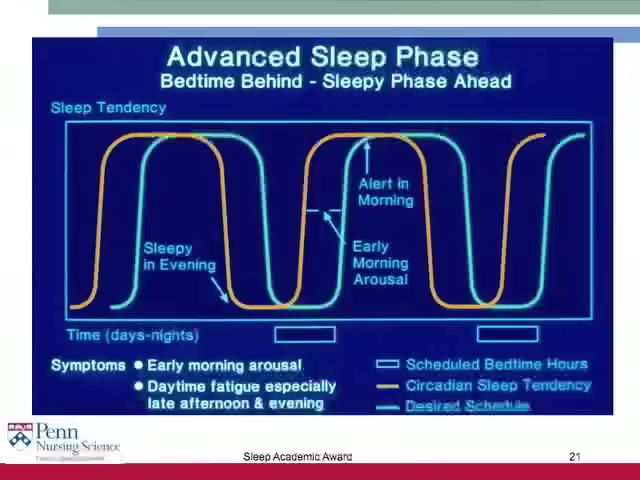 Advanced Sleep Phase
Bedtime Behind - Sleepy Phase Ahead
Sleep Tendency
Alert in
Morning
Sleepy
in Evening
Early
Morning
Arousal
Time (days-nights)
Symptoms ● Early morning arousal
● Daytime fatigue especially
late afternoon & evening
Scheduled Bedtime Hours
Circadian Sleep Tendency
Desired Schedule
Penn
Nursing Science
Sleep Academic Award
21